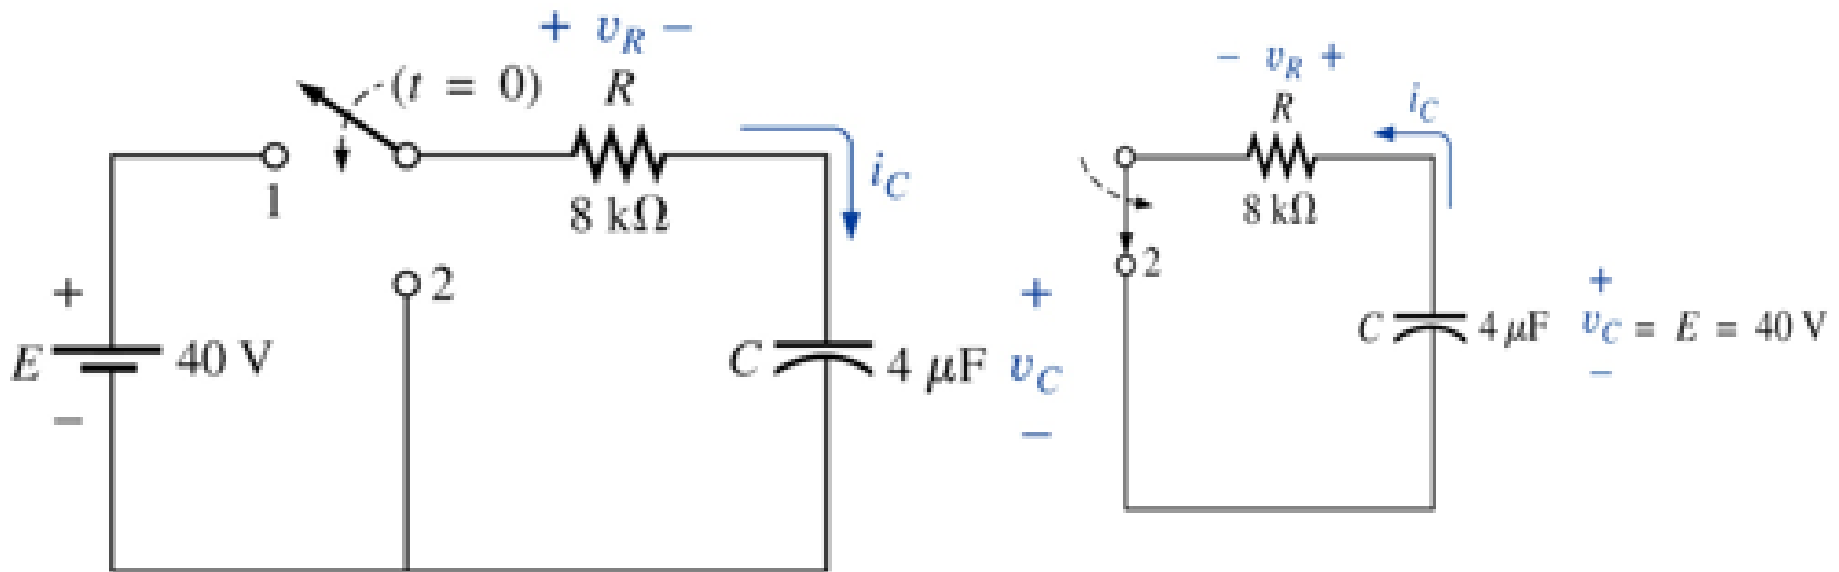 + v_R −
(t = 0)
R
i_C
1
8 kΩ
2
+
E
40 V
−
C
4 μF
+
v_C
−
− v_R +
R
i_C
8 kΩ
2
C
4 μF
+
v_C = E = 40 V
−